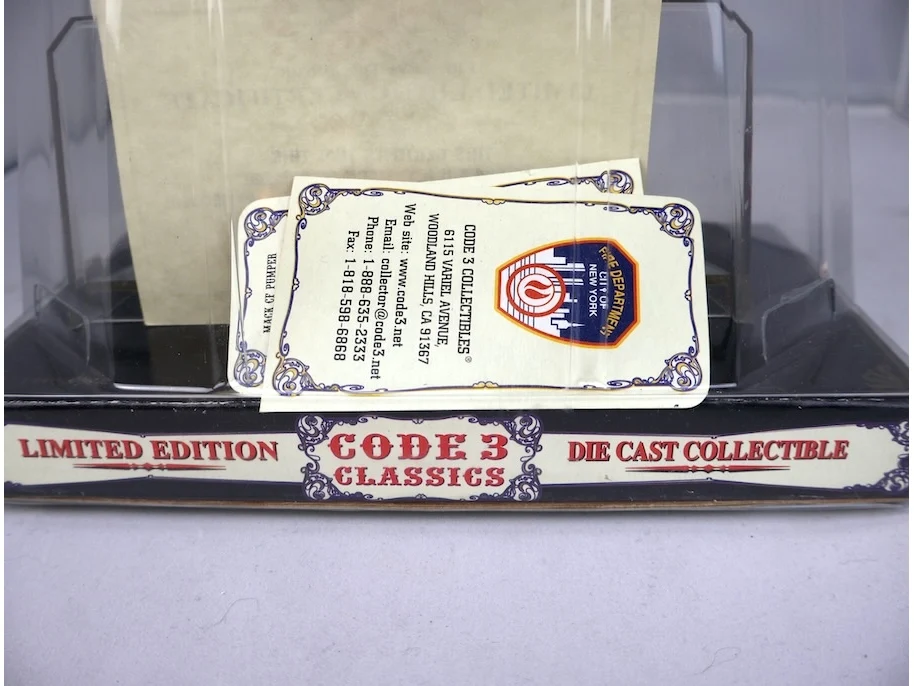 FIRE DEPARTMENT
CITY OF
NEW YORK
CODE 3 COLLECTIBLES®
6115 VARIEL AVENUE,
WOODLAND HILLS, CA 91367
Web site: www.code3.net
Email: collector@code3.net
Phone: 1-888-635-2333
Fax: 1-818-598-6868
MACK CF PUMPER
LIMITED EDITION
CODE 3
CLASSICS
DIE CAST COLLECTIBLE